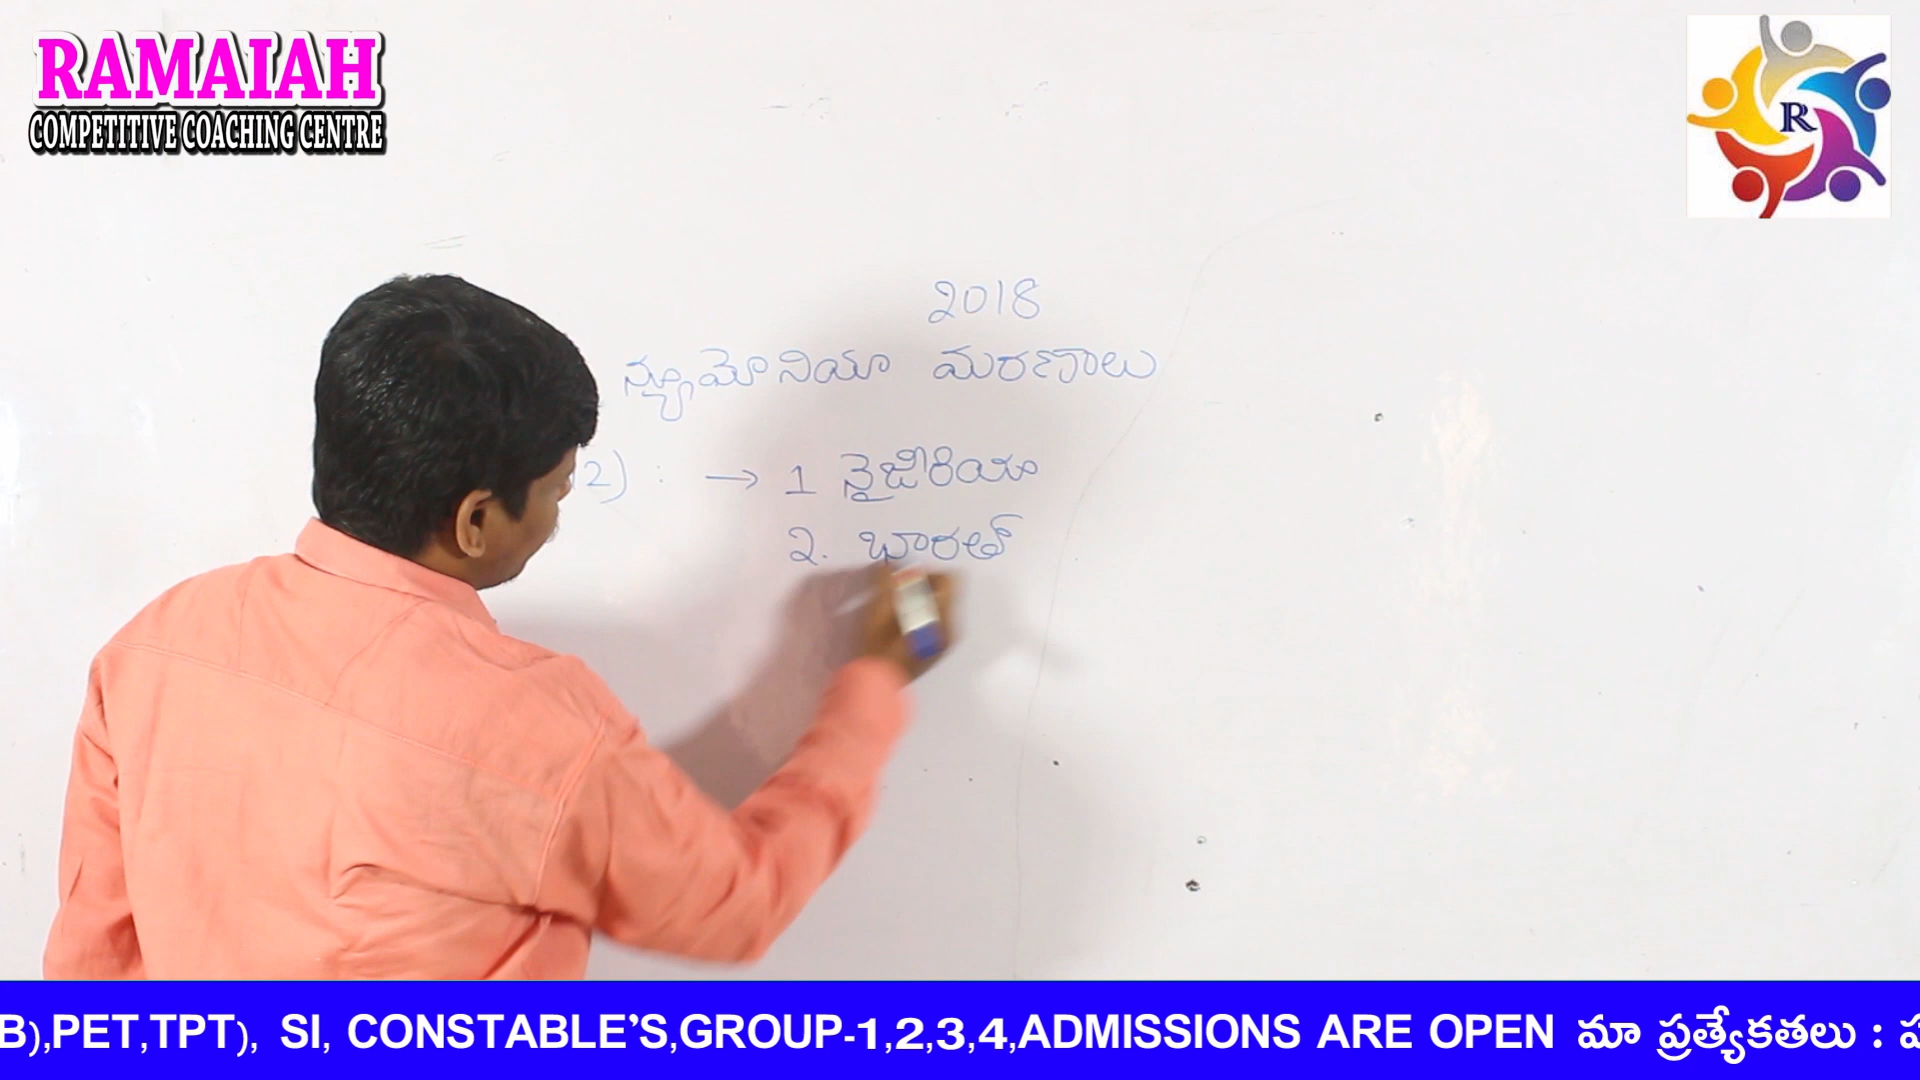 RAMAIAH
COMPETITIVE COACHING CENTRE
R
2018
న్యూమోనియా మరణాలు
2) : → 1 నైజీరియా
2. భారత్
B),PET,TPT), SI, CONSTABLE'S,GROUP-1,2,3,4,ADMISSIONS ARE OPEN మా ప్రత్యేకతలు :